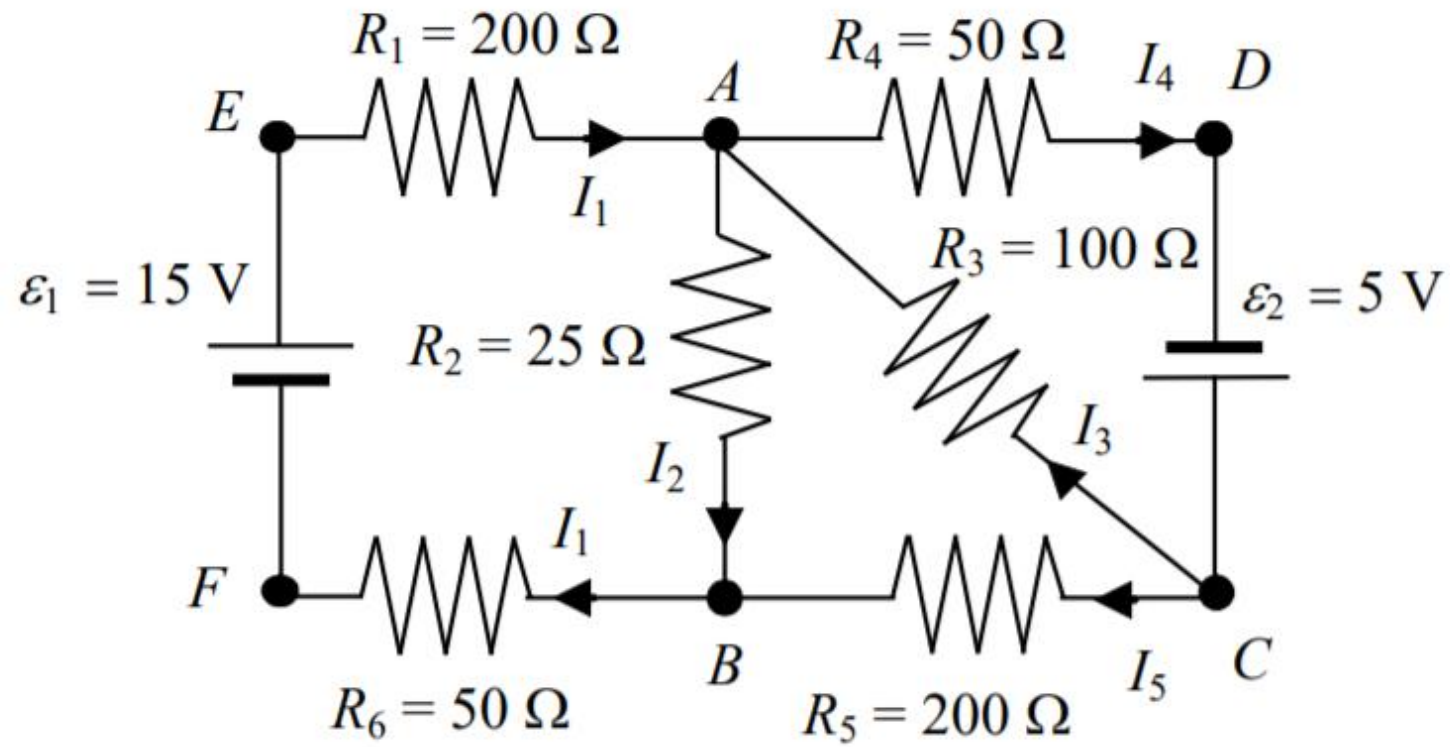 R₁ = 200 Ω
R₄ = 50 Ω
E
A
I₄
D
I₁
R₃ = 100 Ω
ε₁ = 15 V
ε₂ = 5 V
R₂ = 25 Ω
I₃
I₂
I₁
F
B
I₅
C
R₆ = 50 Ω
R₅ = 200 Ω